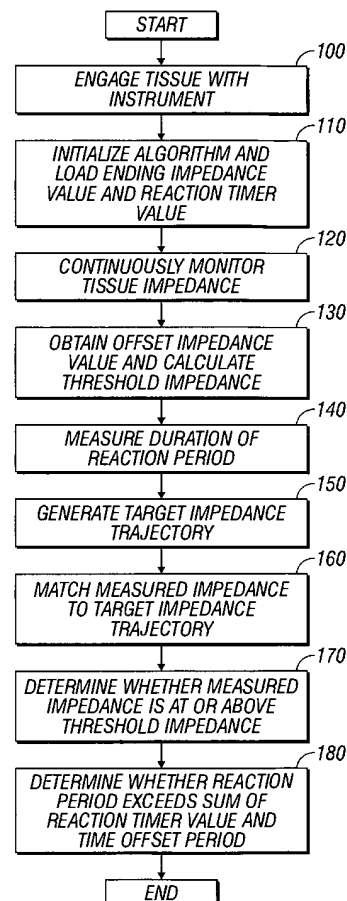 START
100
ENGAGE TISSUE WITH
INSTRUMENT
110
INITIALIZE ALGORITHM AND
LOAD ENDING IMPEDANCE
VALUE AND REACTION TIMER
VALUE
120
CONTINUOUSLY MONITOR
TISSUE IMPEDANCE
130
OBTAIN OFFSET IMPEDANCE
VALUE AND CALCULATE
THRESHOLD IMPEDANCE
140
MEASURE DURATION OF
REACTION PERIOD
150
GENERATE TARGET IMPEDANCE
TRAJECTORY
160
MATCH MEASURED IMPEDANCE
TO TARGET IMPEDANCE
TRAJECTORY
170
DETERMINE WHETHER MEASURED
IMPEDANCE IS AT OR ABOVE
THRESHOLD IMPEDANCE
180
DETERMINE WHETHER REACTION
PERIOD EXCEEDS SUM OF
REACTION TIMER VALUE AND
TIME OFFSET PERIOD
END